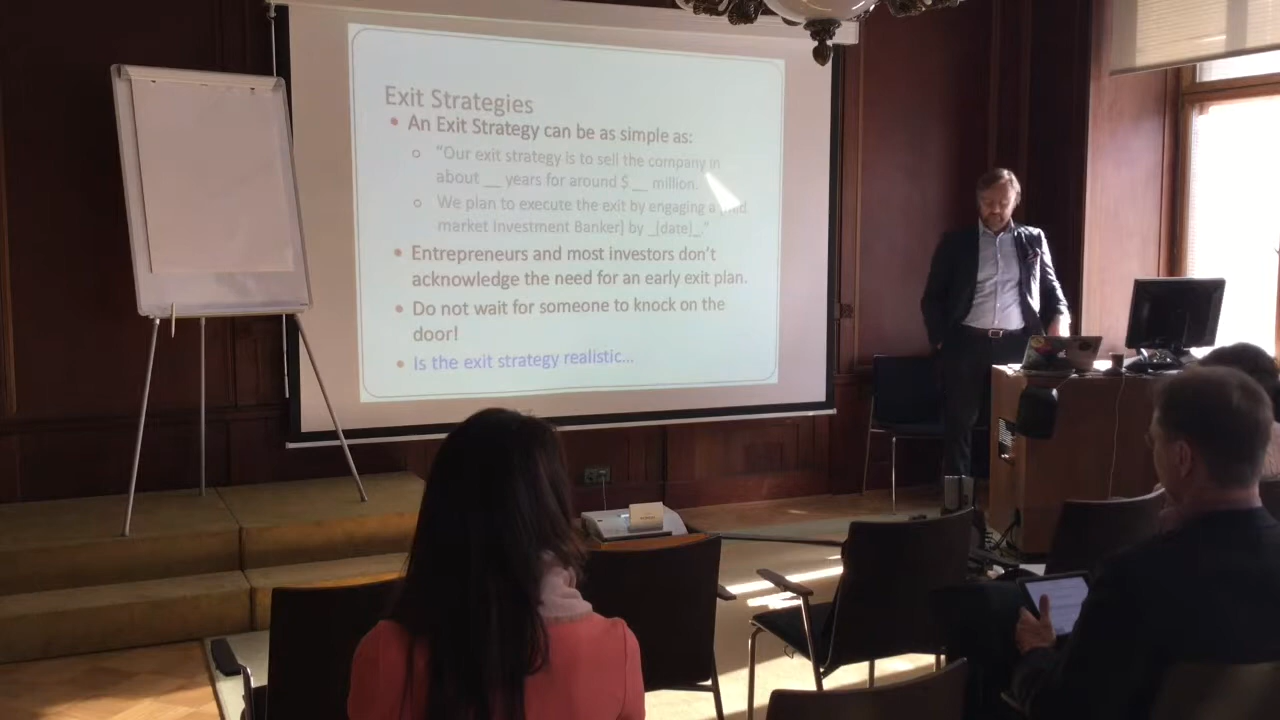 Exit Strategies
• An Exit Strategy can be as simple as:
○ "Our exit strategy is to sell the company in
about __ years for around $ __ million.
○ We plan to execute the exit by engaging a [mid
market Investment Banker] by _[date]_."
• Entrepreneurs and most investors don't
acknowledge the need for an early exit plan.
• Do not wait for someone to knock on the
door!
• Is the exit strategy realistic...